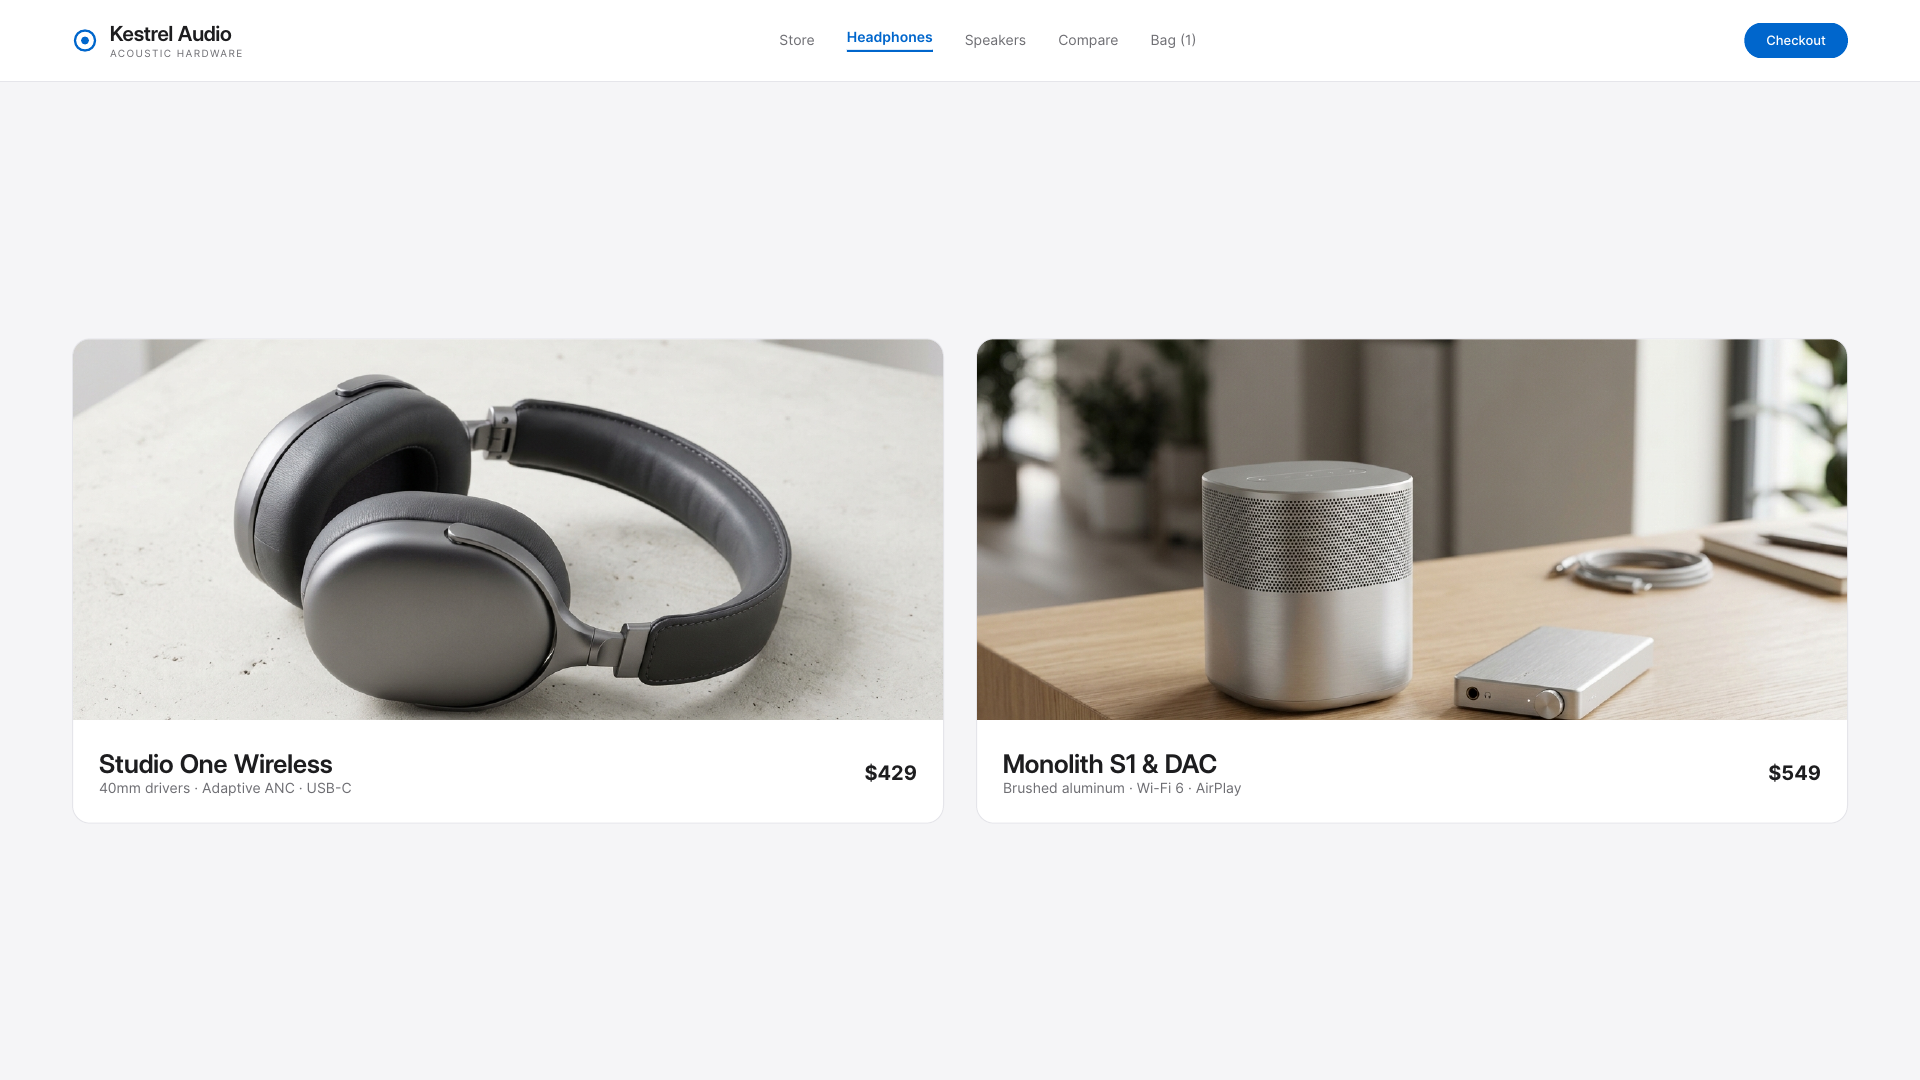 Kestrel Audio
ACOUSTIC HARDWARE
Store
Headphones
Speakers
Compare
Bag (1)
Checkout
Studio One Wireless
40mm drivers · Adaptive ANC · USB-C
$429
Monolith S1 & DAC
Brushed aluminum · Wi-Fi 6 · AirPlay
$549